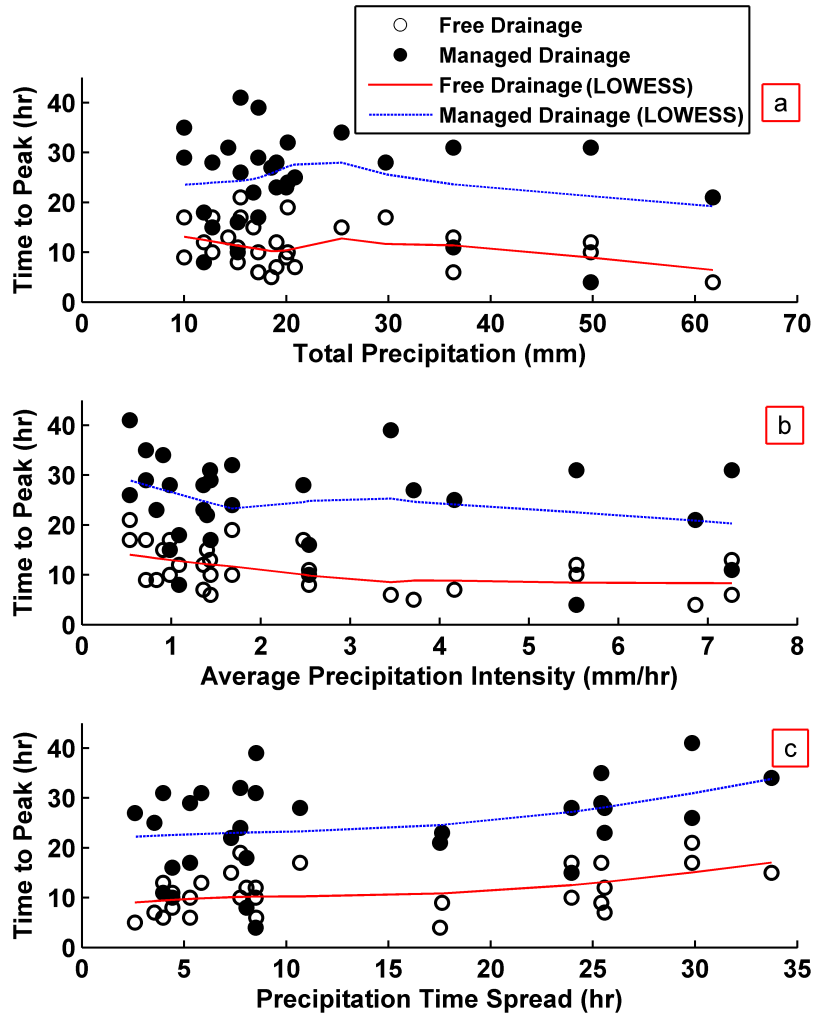 Free Drainage
Managed Drainage
Free Drainage (LOWESS)
Managed Drainage (LOWESS)
a
Time to Peak (hr)
40
30
20
10
0
0 10 20 30 40 50 60 70
Total Precipitation (mm)
b
Time to Peak (hr)
40
30
20
10
0
0 1 2 3 4 5 6 7 8
Average Precipitation Intensity (mm/hr)
c
Time to Peak (hr)
40
30
20
10
0
0 5 10 15 20 25 30 35
Precipitation Time Spread (hr)